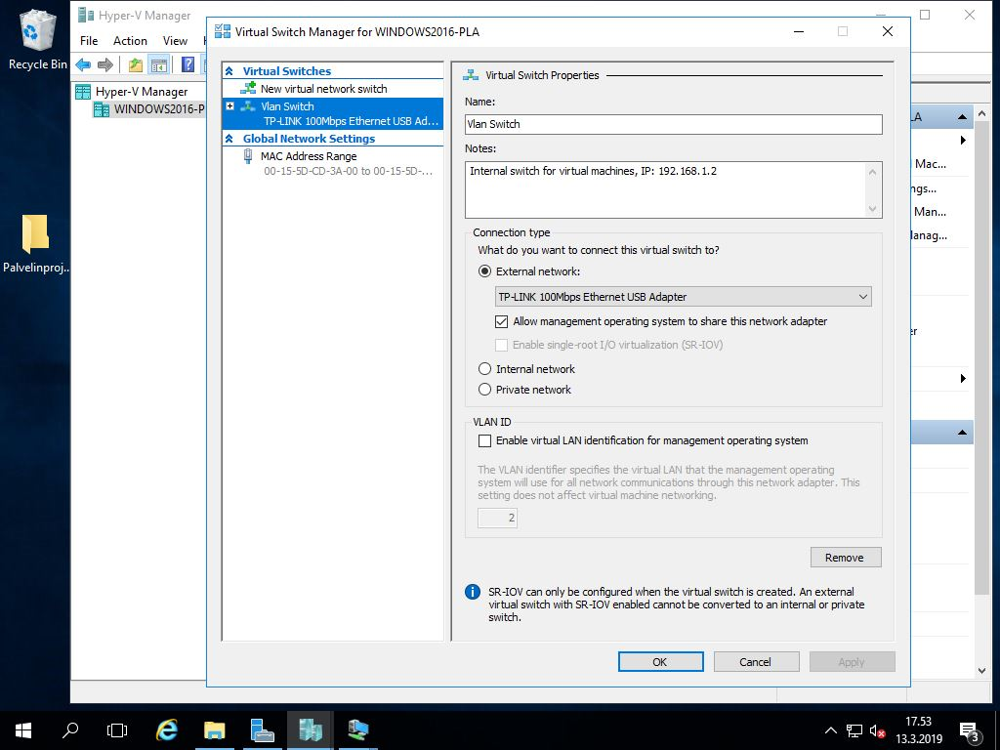 Recycle Bin
Palvelinproj...
Hyper-V Manager
File Action View
Hyper-V Manager
WINDOWS2016-P
Virtual Switch Manager for WINDOWS2016-PLA
Virtual Switches
New virtual network switch
Vlan Switch
TP-LINK 100Mbps Ethernet USB Ad...
Global Network Settings
MAC Address Range
00-15-5D-CD-3A-00 to 00-15-5D-...
Virtual Switch Properties
Name:
Vlan Switch
Notes:
Internal switch for virtual machines, IP: 192.168.1.2
Connection type
What do you want to connect this virtual switch to?
External network:
TP-LINK 100Mbps Ethernet USB Adapter
Allow management operating system to share this network adapter
Enable single-root I/O virtualization (SR-IOV)
Internal network
Private network
VLAN ID
Enable virtual LAN identification for management operating system
The VLAN identifier specifies the virtual LAN that the management operating
system will use for all network communications through this network adapter. This
setting does not affect virtual machine networking.
2
Remove
SR-IOV can only be configured when the virtual switch is created. An external
virtual switch with SR-IOV enabled cannot be converted to an internal or private
switch.
OK Cancel Apply
LA
Mac...
ngs...
Man...
anag...
er
17.53
13.3.2019
3